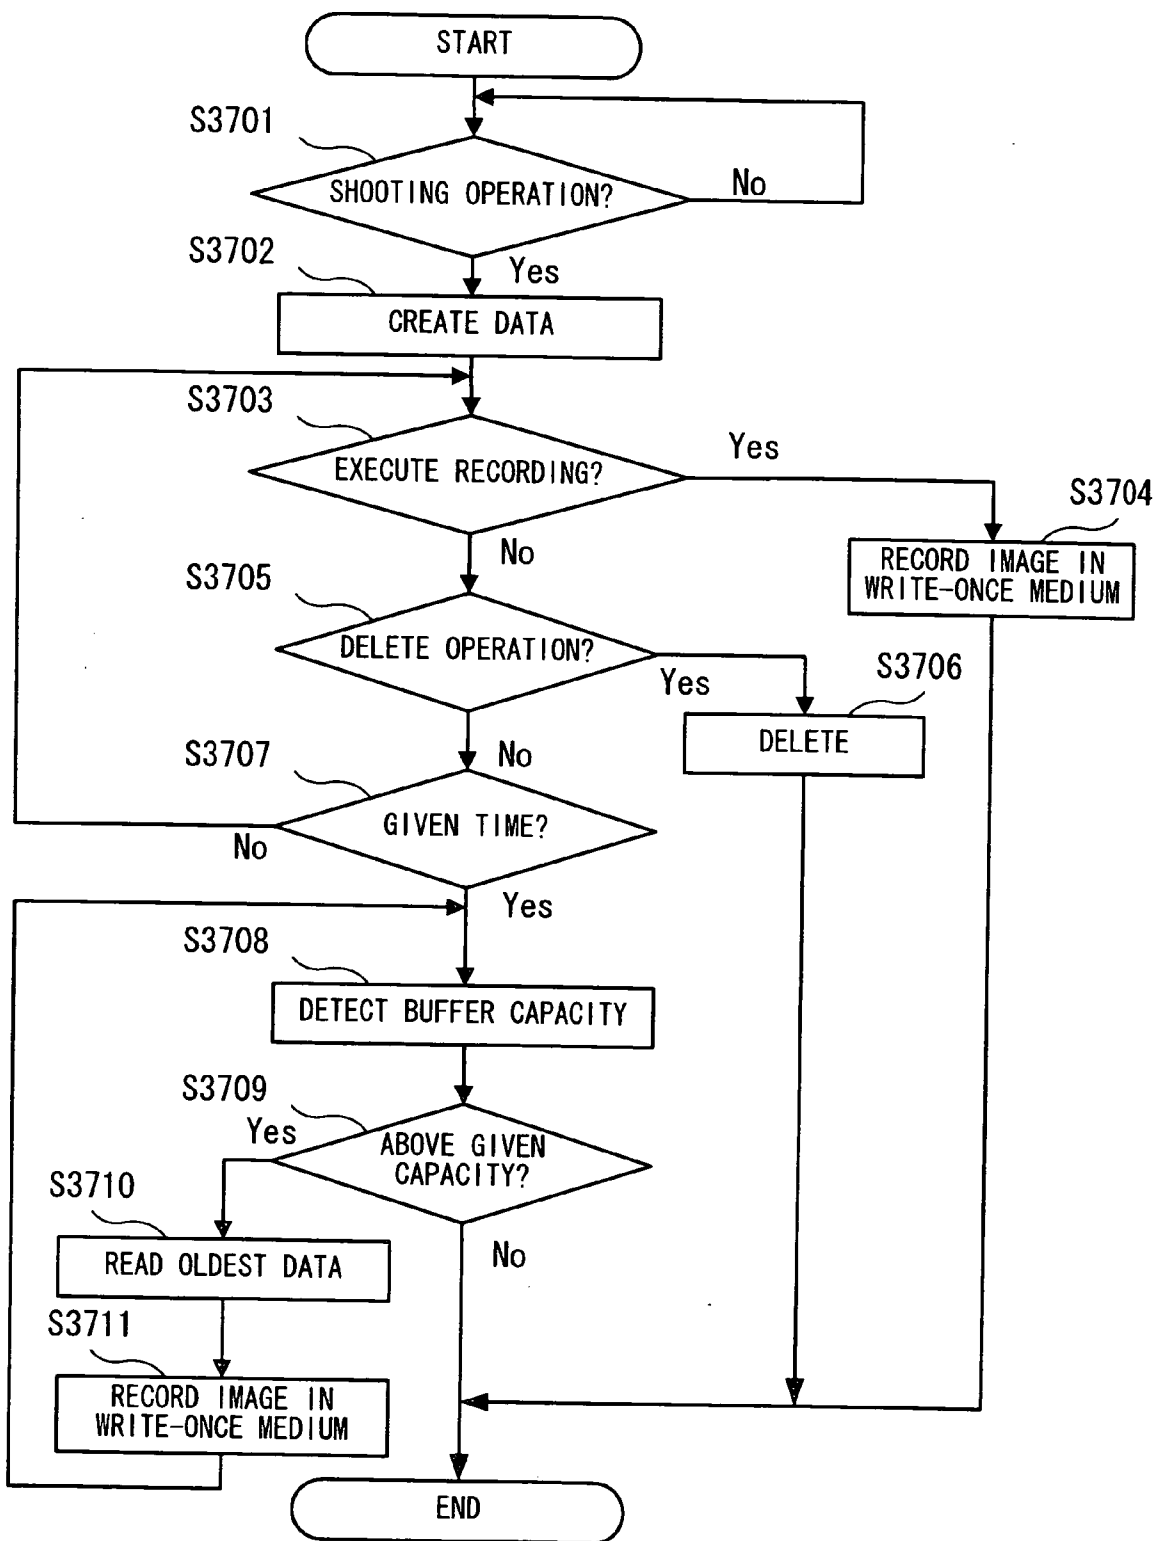 START
S3701
SHOOTING OPERATION?
No
S3702
Yes
CREATE DATA
S3703
EXECUTE RECORDING?
Yes
S3704
No
RECORD IMAGE IN
WRITE-ONCE MEDIUM
S3705
DELETE OPERATION?
Yes
S3706
DELETE
No
S3707
GIVEN TIME?
No
Yes
S3708
DETECT BUFFER CAPACITY
S3709
Yes
ABOVE GIVEN
CAPACITY?
S3710
No
READ OLDEST DATA
S3711
RECORD IMAGE IN
WRITE-ONCE MEDIUM
END